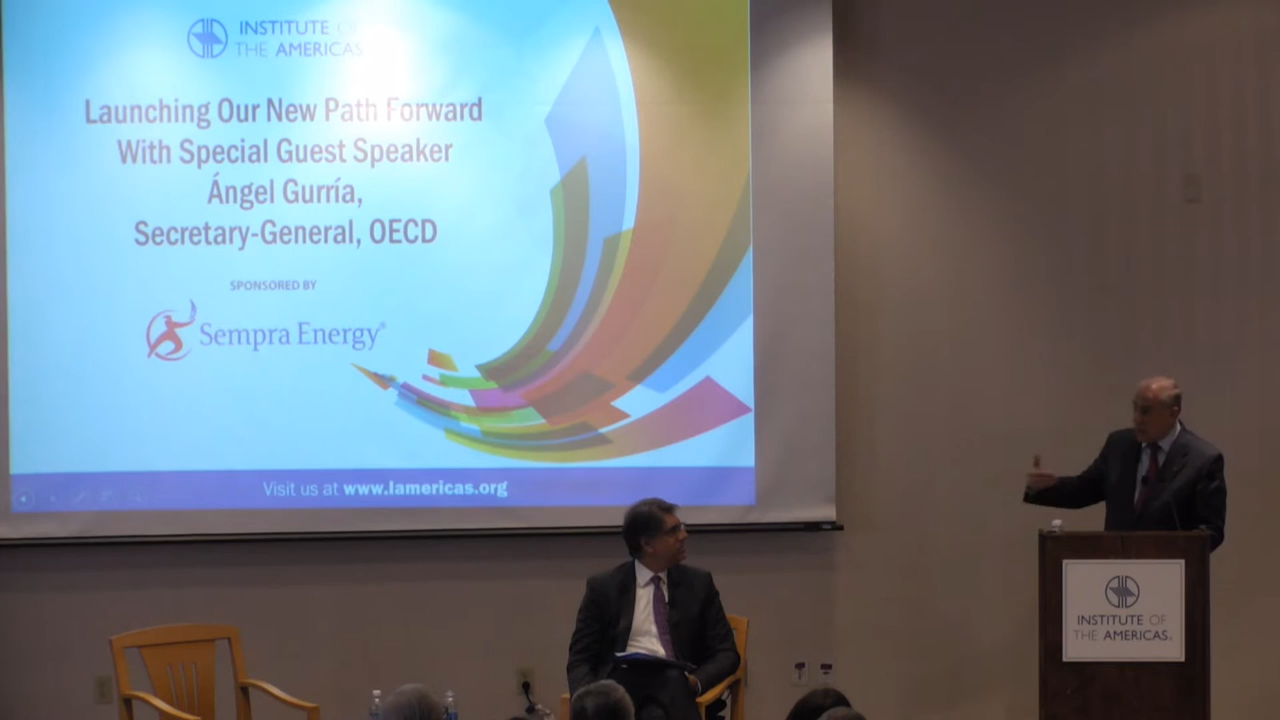 INSTITUTE OF
THE AMERICAS
Launching Our New Path Forward
With Special Guest Speaker
Ángel Gurría,
Secretary-General, OECD
SPONSORED BY
Sempra Energy®
Visit us at www.Iamericas.org
INSTITUTE OF
THE AMERICAS®